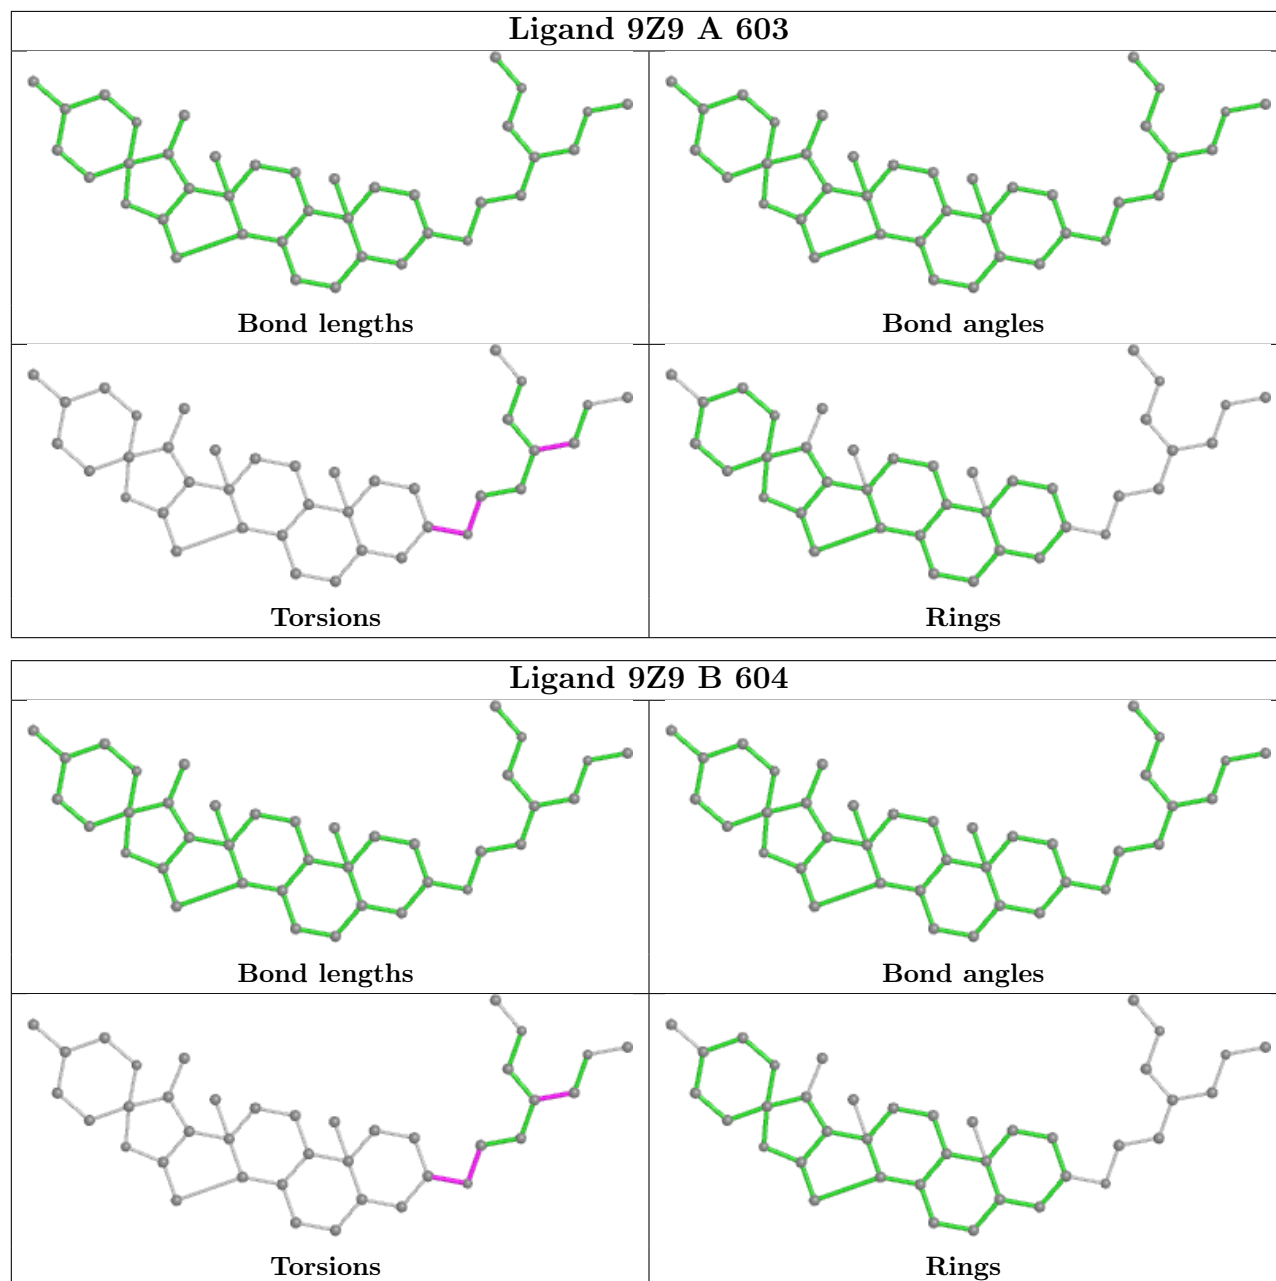 Ligand 9Z9 A 603
Bond lengths
Bond angles
Torsions
Rings
Ligand 9Z9 B 604
Bond lengths
Bond angles
Torsions
Rings